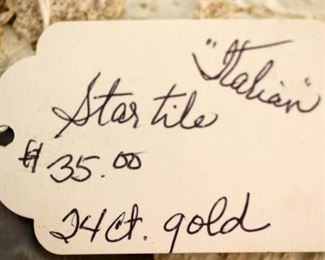 "Italian"
Star tile
$35.00
24ct. gold